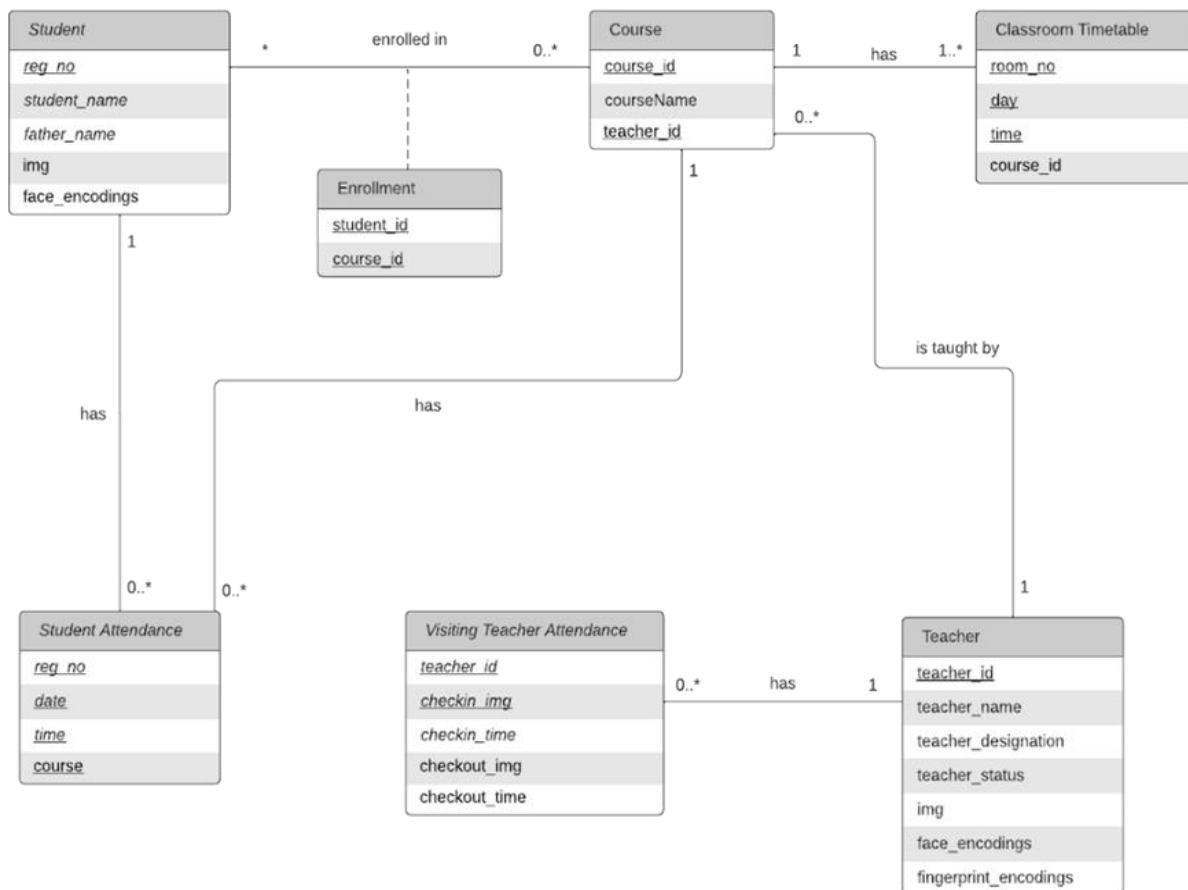 Student
reg_no
student_name
father_name
img
face_encodings
*
enrolled in
0..*
Course
course_id
courseName
teacher_id
1
has
1..*
Classroom Timetable
room_no
day
time
course_id
Enrollment
student_id
course_id
0..*
1
1
is taught by
has
has
0..*
0..*
1
Student Attendance
reg_no
date
time
course
Visiting Teacher Attendance
teacher_id
checkin_img
checkin_time
checkout_img
checkout_time
0..*
has
1
Teacher
teacher_id
teacher_name
teacher_designation
teacher_status
img
face_encodings
fingerprint_encodings